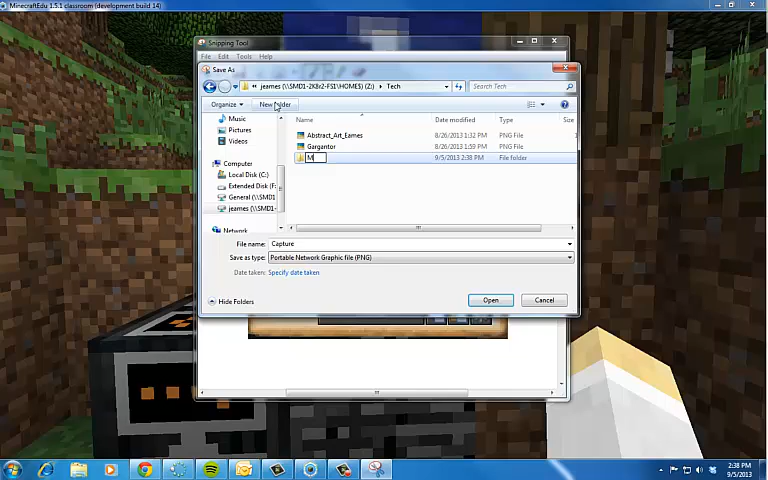 MinecraftEdu 1.5.1 classroom (development build 14)
Snipping Tool
File Edit Tools Help
Save As
« jeames (\\SMD1-2K8r2-FS1\HOME$) (Z:) ▸ Tech
Search Tech
Organize New folder
Name Date modified Type Size
Music
Pictures
Videos
Computer
Local Disk (C:)
Extended Disk (F:
General (\\SMD1
jeames (\\SMD1-
Network
Abstract_Art_Eames 8/26/2013 1:32 PM PNG File
Gargantor 8/26/2013 1:59 PM PNG File
M 9/5/2013 2:38 PM File folder
File name: Capture
Save as type: Portable Network Graphic file (PNG)
Date taken: Specify date taken
Hide Folders
Open
Cancel
2:38 PM
9/5/2013